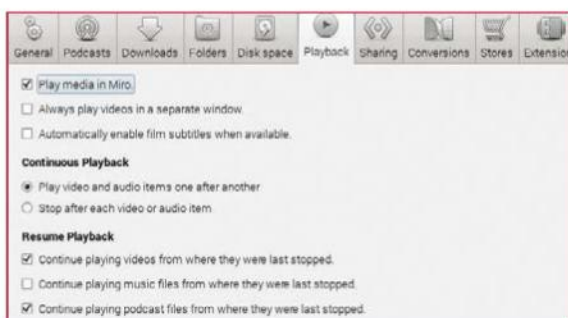 General Podcasts Downloads Folders Disk space Playback Sharing Conversions Stores Extension
Play media in Miro.
Always play videos in a separate window.
Automatically enable film subtitles when available.
Continuous Playback
Play video and audio items one after another
Stop after each video or audio item
Resume Playback
Continue playing videos from where they were last stopped.
Continue playing music files from where they were last stopped.
Continue playing podcast files from where they were last stopped.